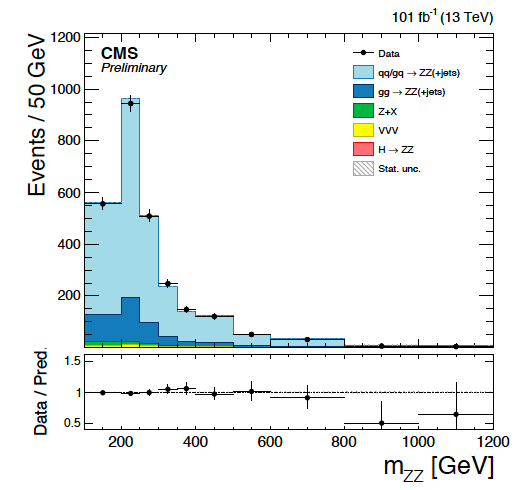 101 fb⁻¹ (13 TeV)
CMS
Preliminary
Events / 50 GeV
1200
1000
800
600
400
200
Data
qq/gq → ZZ(+jets)
gg → ZZ(+jets)
Z+X
VVV
H → ZZ
Stat. unc.
Data / Pred.
1.5
1
0.5
200 400 600 800 1000 1200
m_ZZ [GeV]